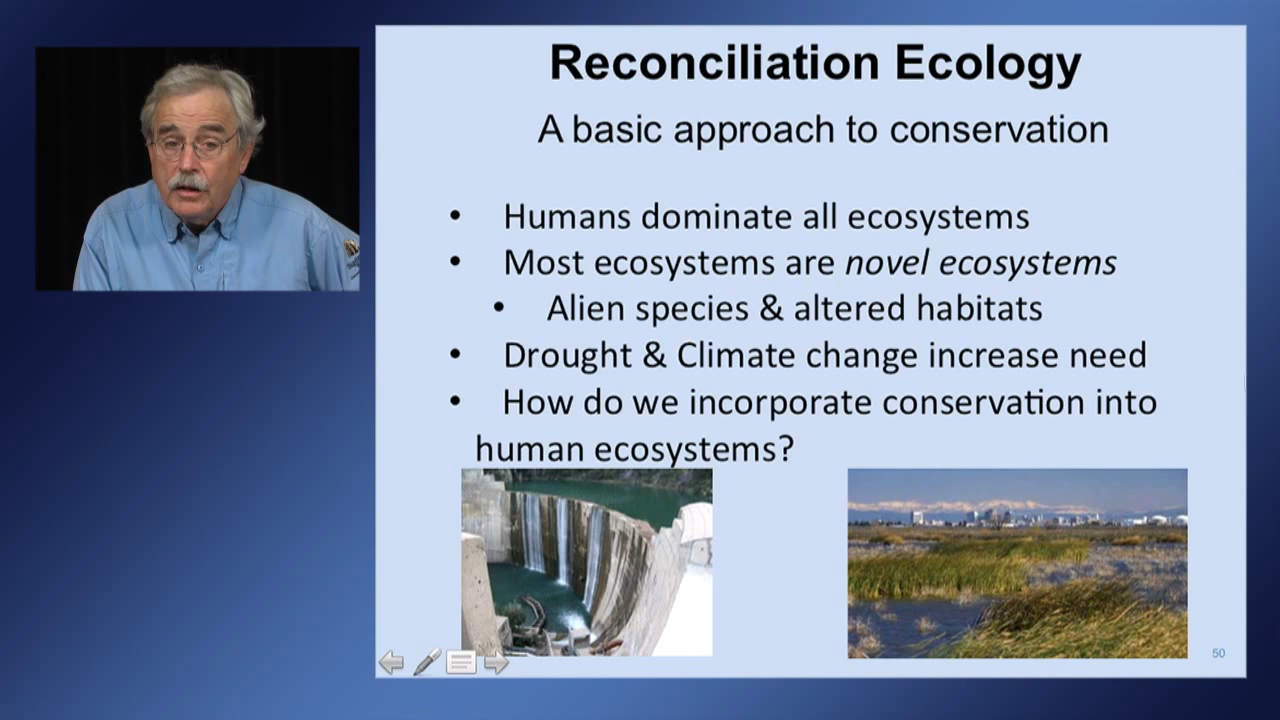 Reconciliation Ecology
A basic approach to conservation
• Humans dominate all ecosystems
• Most ecosystems are novel ecosystems
• Alien species & altered habitats
• Drought & Climate change increase need
• How do we incorporate conservation into
human ecosystems?
50